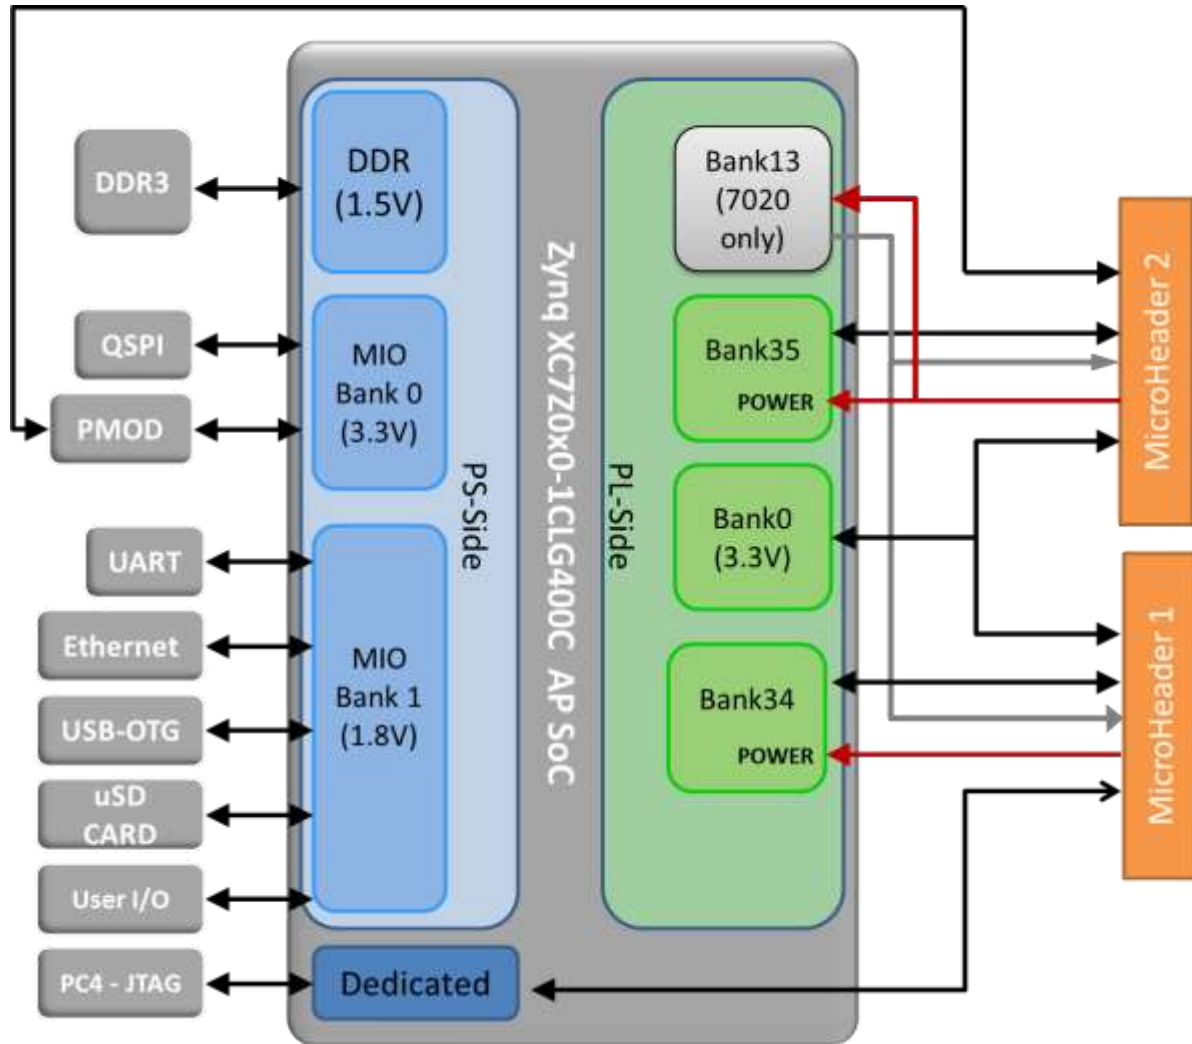 DDR3
QSPI
PMOD
UART
Ethernet
USB-OTG
uSD
CARD
User I/O
PC4 - JTAG
DDR
(1.5V)
MIO
Bank 0
(3.3V)
MIO
Bank 1
(1.8V)
PS-Side
Dedicated
Zynq XC7Z0x0-1CLG400C AP SoC
PL-Side
Bank13
(7020
only)
Bank35
POWER
Bank0
(3.3V)
Bank34
POWER
MicroHeader 2
MicroHeader 1